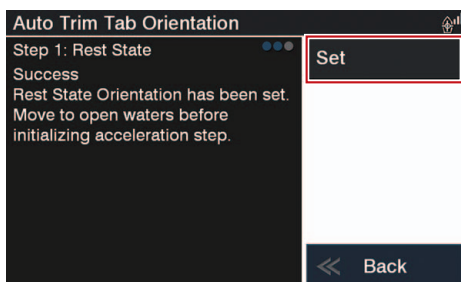 Auto Trim Tab Orientation
Step 1: Rest State
Success
Rest State Orientation has been set.
Move to open waters before
initializing acceleration step.
Set
Back